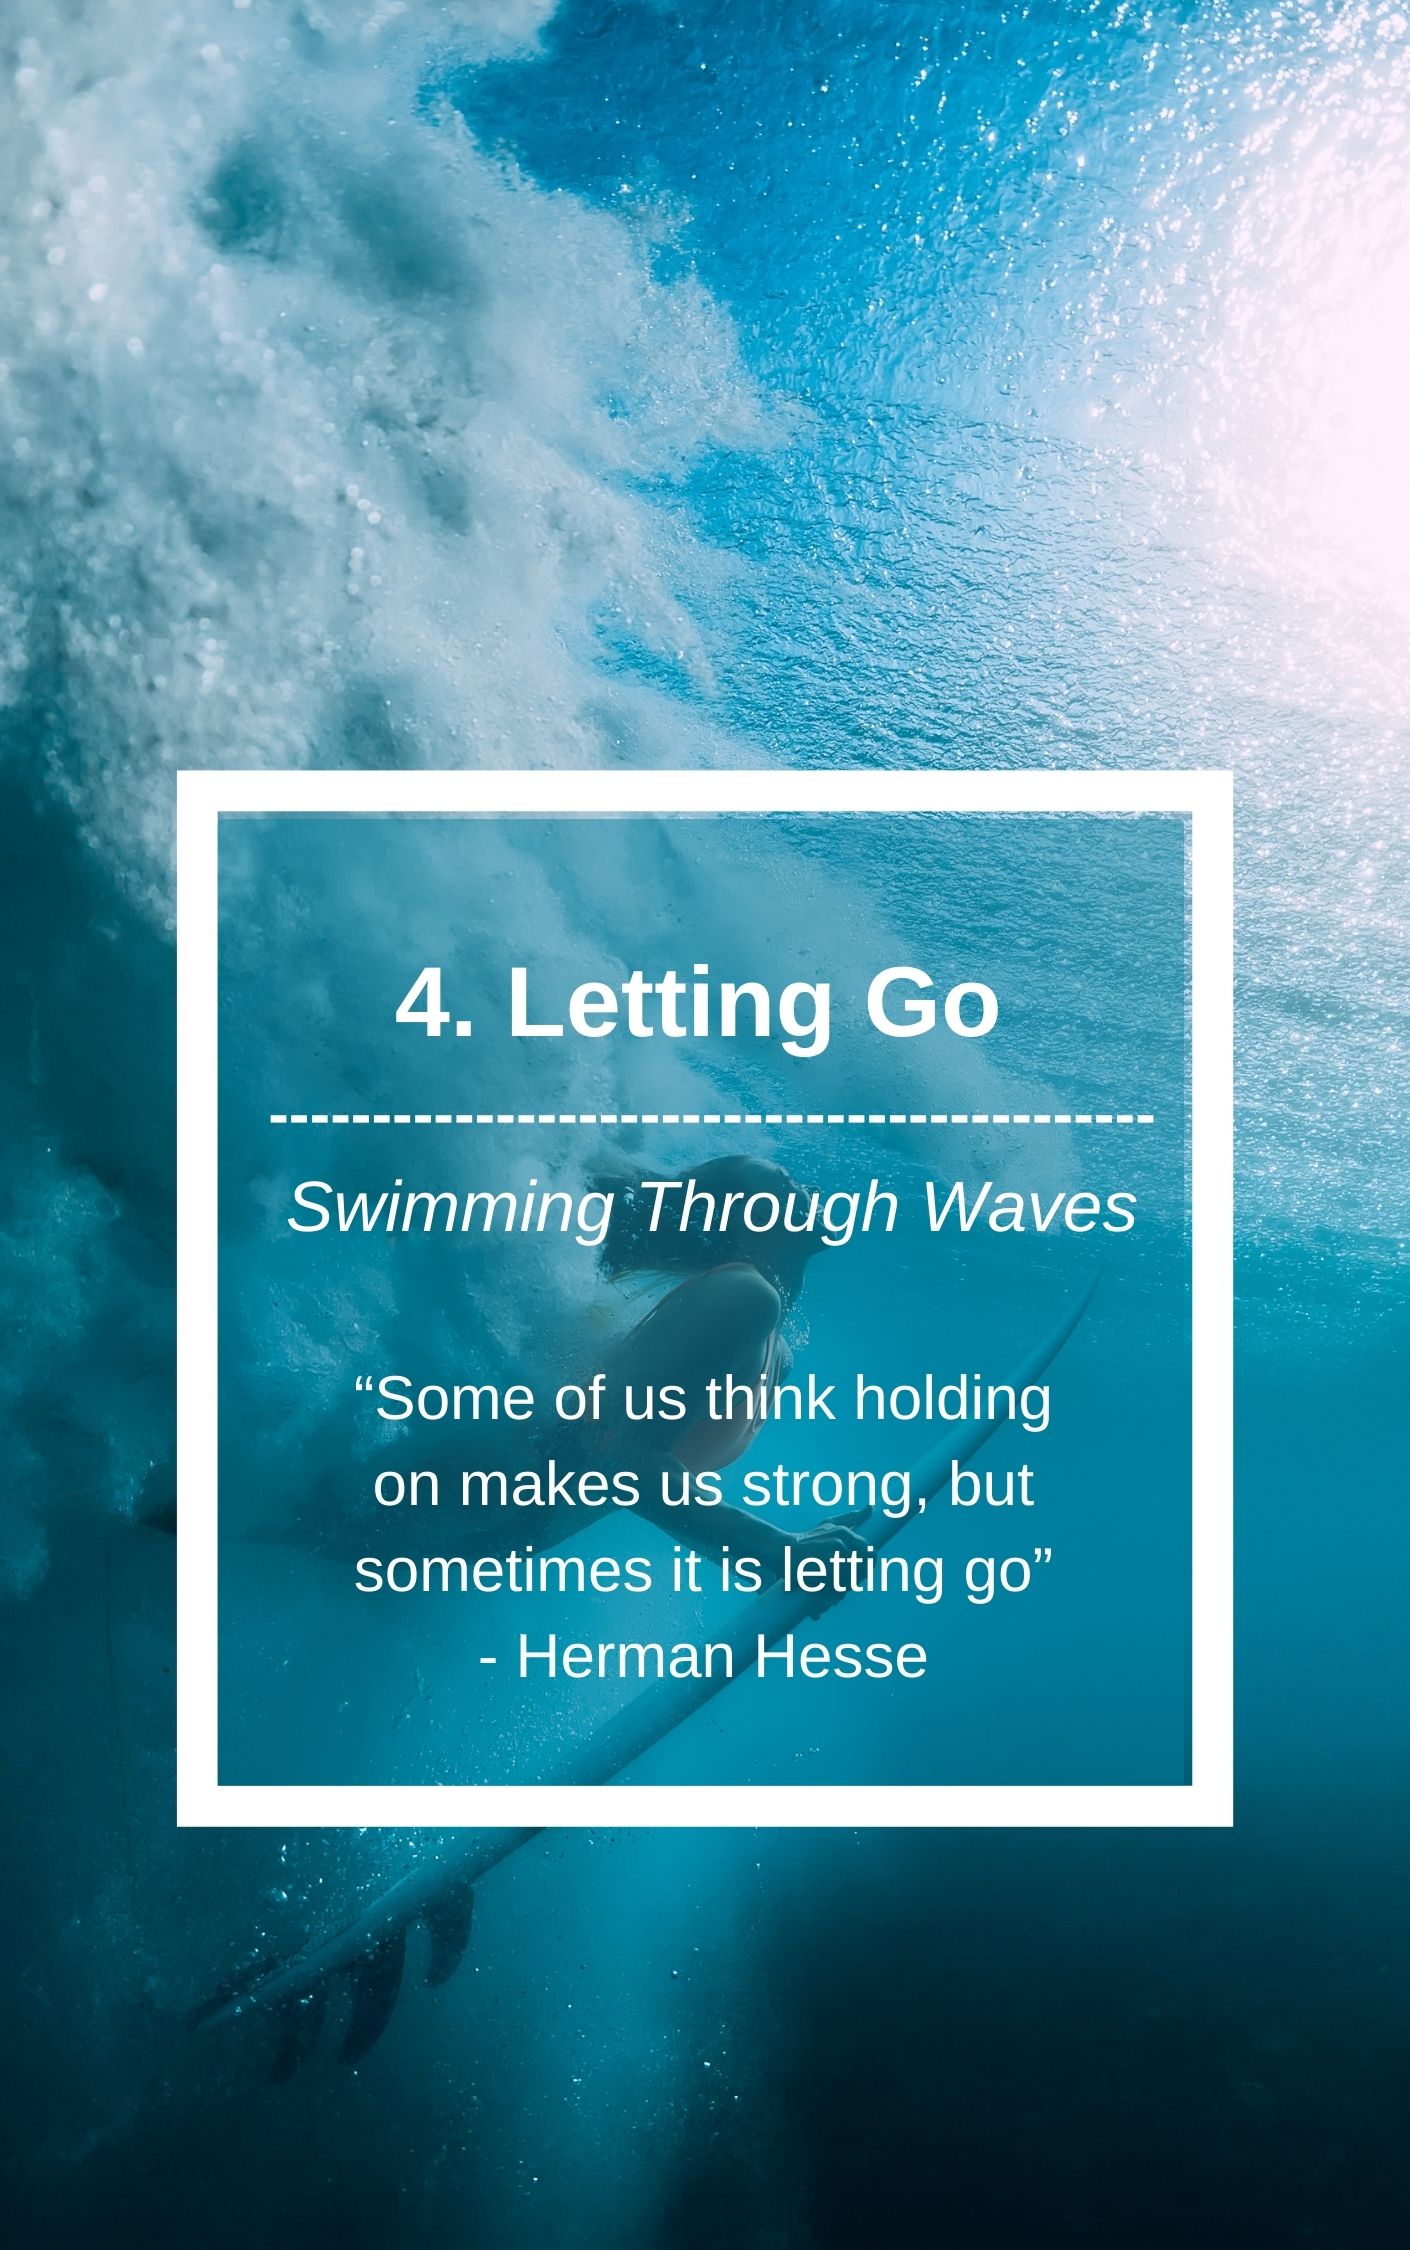 4. Letting Go
-------------------------------------------
Swimming Through Waves
“Some of us think holding
on makes us strong, but
sometimes it is letting go”
- Herman Hesse